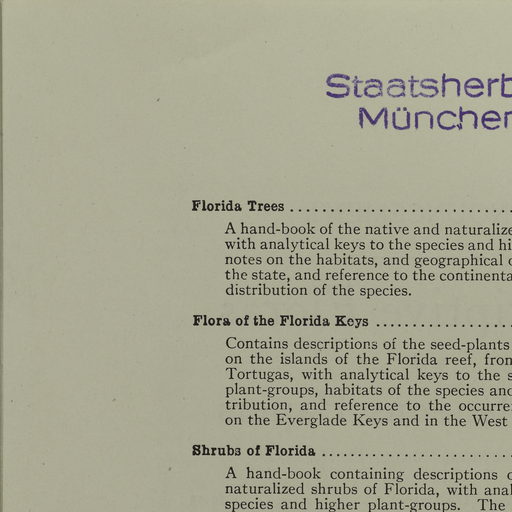 Staatsherb
München
Florida Trees
A hand-book of the native and naturalize
with analytical keys to the species and hi
notes on the habitats, and geographical
the state, and reference to the continenta
distribution of the species.
Flora of the Florida Keys
Contains descriptions of the seed-plants
on the islands of the Florida reef, from
Tortugas, with analytical keys to the s
plant-groups, habitats of the species and
tribution, and reference to the occurre
on the Everglade Keys and in the West
Shrubs of Florida
A hand-book containing descriptions o
naturalized shrubs of Florida, with anal
species and higher plant-groups. The